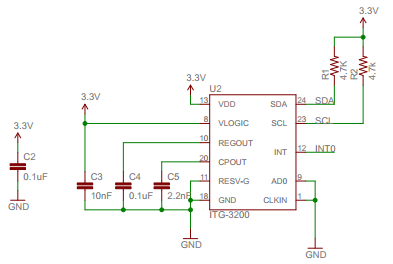 3.3V
3.3V
R1
4.7K
R2
4.7k
3.3V
U2
13
VDD
SDA
24
SDA
3.3V
8
VLOGIC
SCL
23
SCL
10
REGOUT
INT
12
INT0
20
CPOUT
11
RESV-G
AD0
9
18
GND
CLKIN
1
ITG-3200
C2
0.1uF
GND
C3
10nF
C4
0.1uF
C5
2.2nF
GND
GND
3.3V